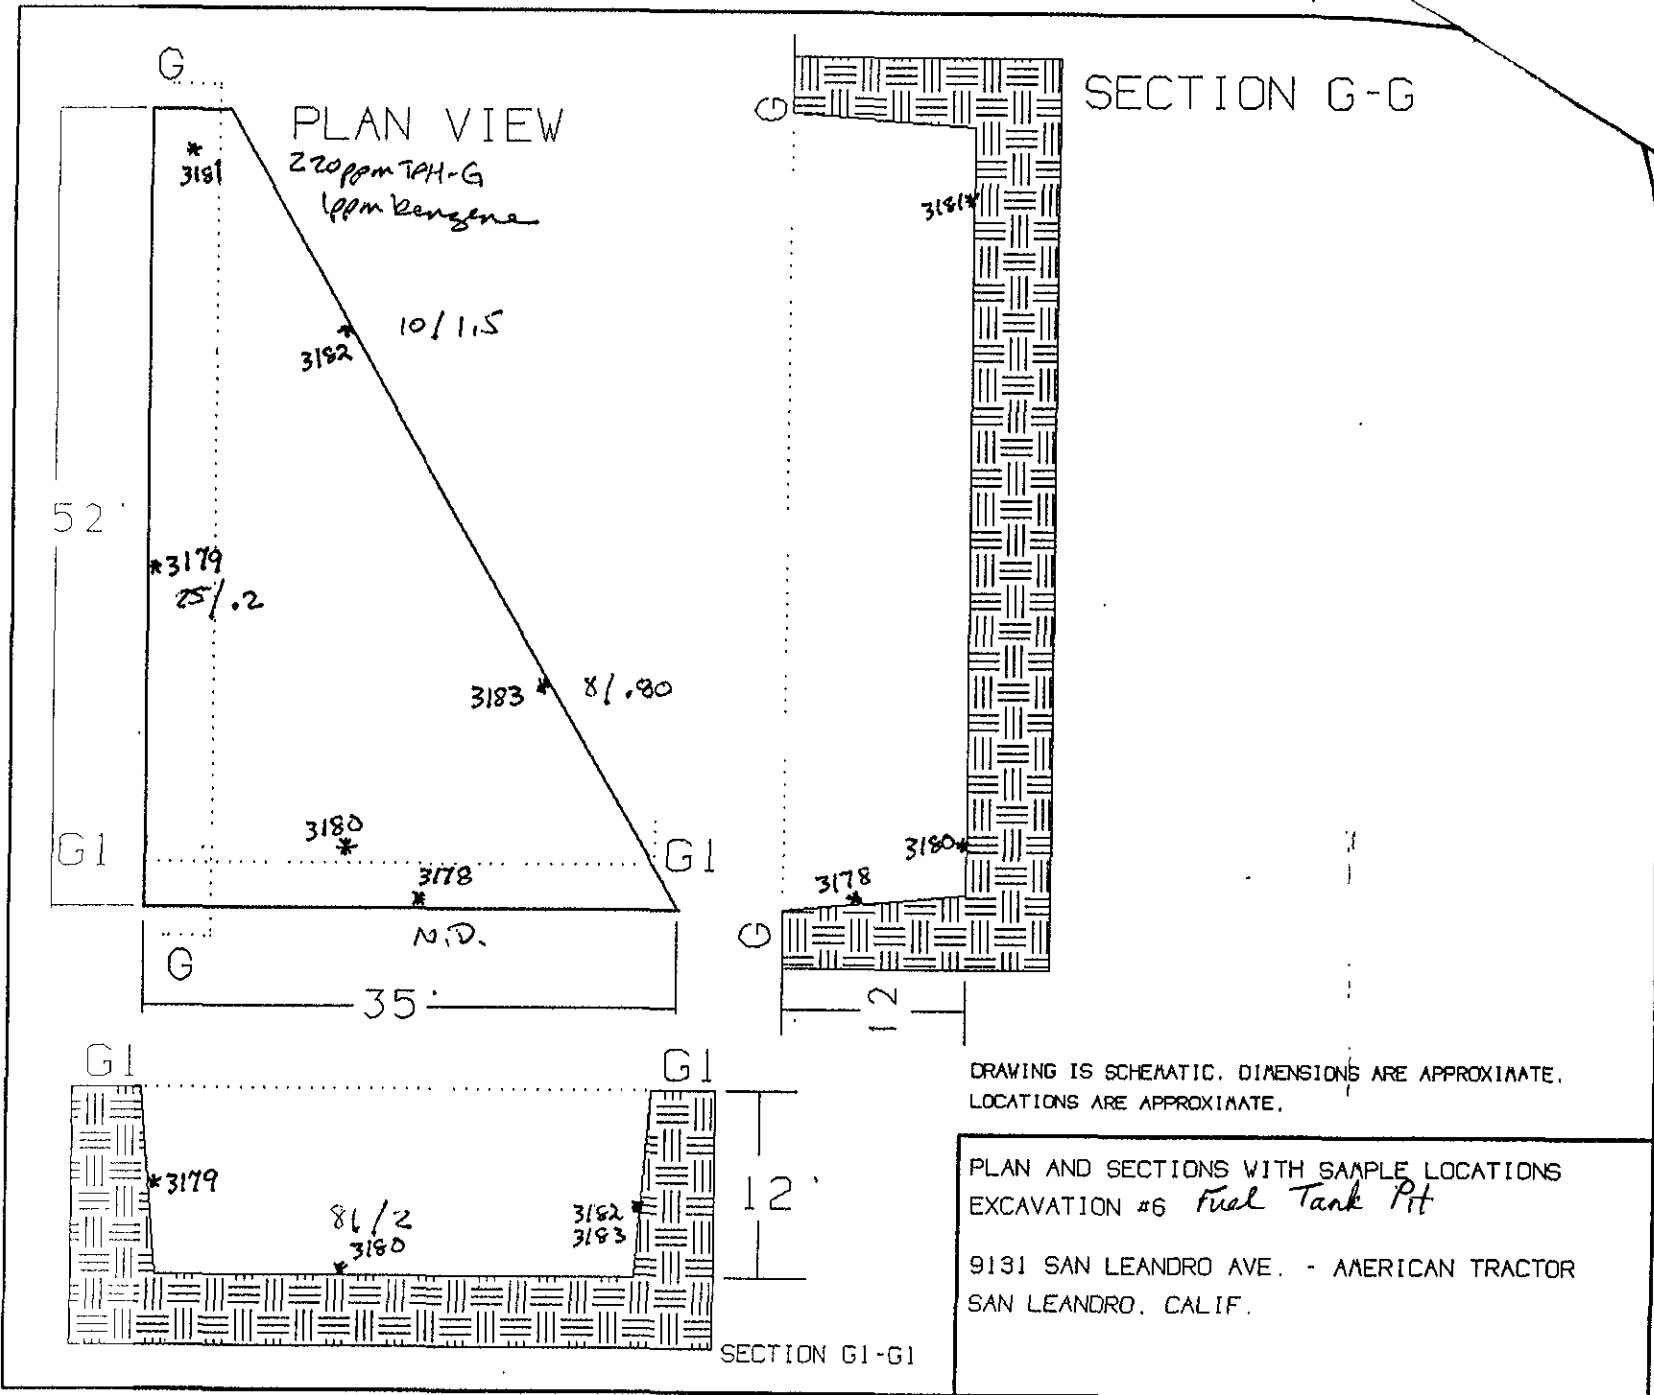 G
PLAN VIEW
220ppm TPH-G
1ppm benzene
*
3181
*
3182
10/1.5
52'
*3179
25/.2
3183 *
8/.80
3180
*
G1
G1
3178
*
N.D.
G
35'
SECTION G-G
G
3181*
3180*
3178
*
G
12
G1
G1
*3179
81/2
3180
*
3182
3183
*
12'
SECTION G1-G1
DRAWING IS SCHEMATIC. DIMENSIONS ARE APPROXIMATE.
LOCATIONS ARE APPROXIMATE.
PLAN AND SECTIONS WITH SAMPLE LOCATIONS
EXCAVATION #6 Fuel Tank Pit
9131 SAN LEANDRO AVE. - AMERICAN TRACTOR
SAN LEANDRO. CALIF.